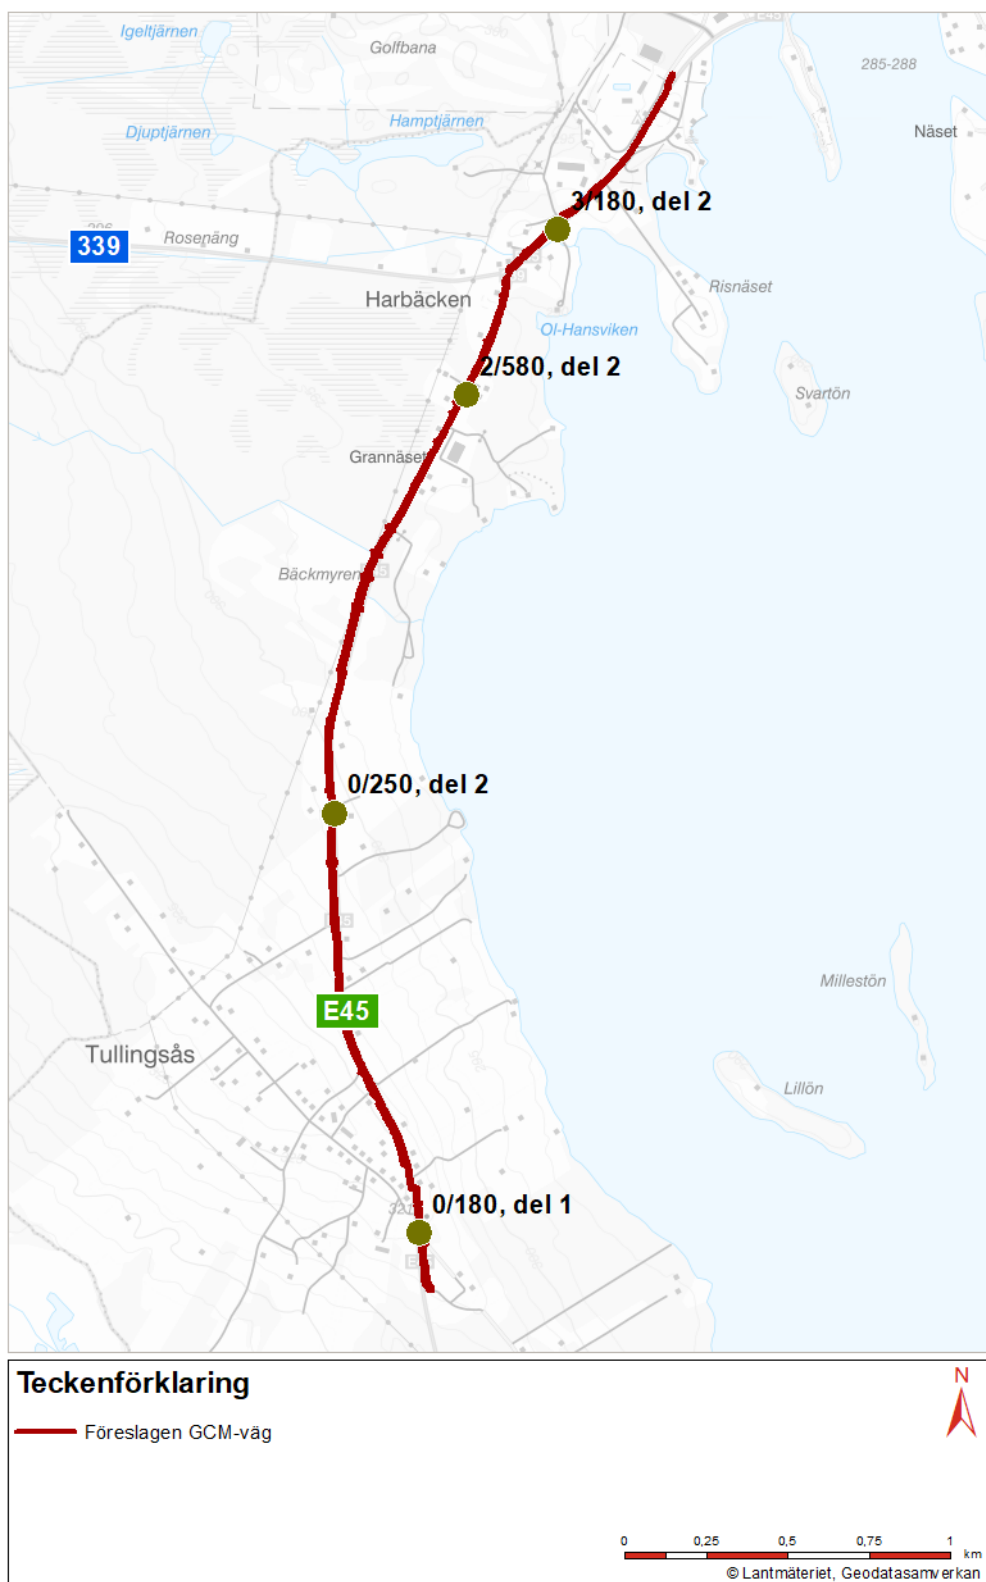 Igeltjärnen
Golfbana
E45
285-288
Hamptjärnen
Djuptjärnen
Näset
3/180, del 2
339
Rosenäng
Risnäset
Harbäcken
Ol-Hansviken
2/580, del 2
Svartön
Grannäset
Bäckmyren
0/250, del 2
Millestön
E45
Tullingsås
Lillön
0/180, del 1
Teckenförklaring
Föreslagen GCM-väg
N
0 0,25 0,5 0,75 1
km
© Lantmäteriet, Geodatasamverkan